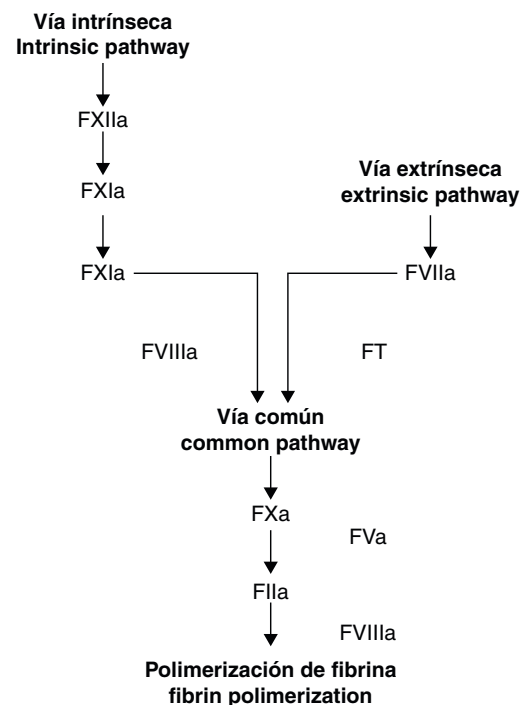 Vía intrínseca
Intrinsic pathway
FXIIa
FXIa
Vía extrínseca
extrinsic pathway
FXIa
FVIIa
FVIIIa
FT
Vía común
common pathway
FXa
FVa
FIIa
FVIIIa
Polimerización de fibrina
fibrin polimerization